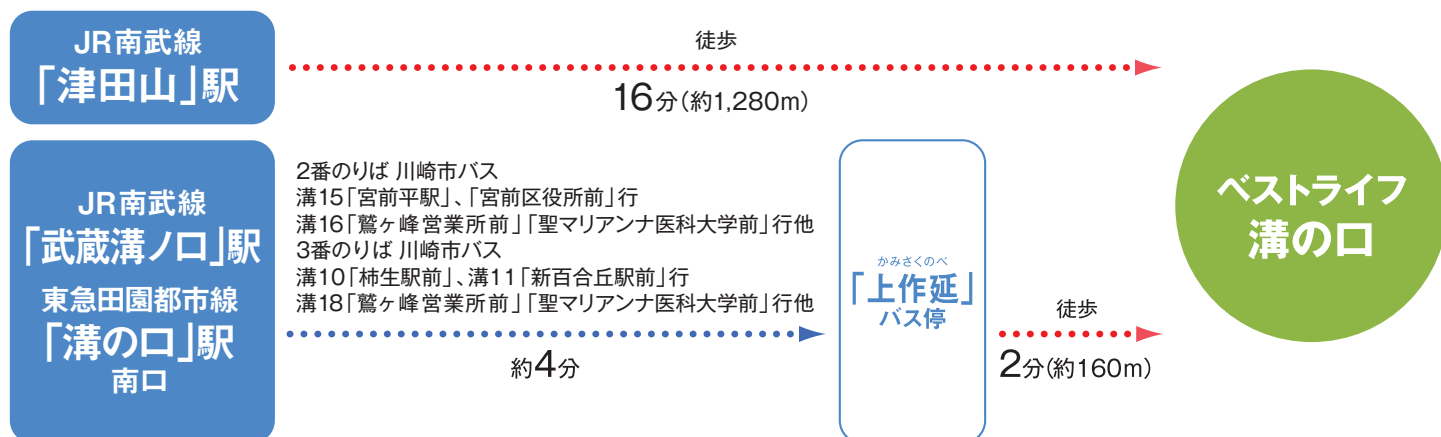 JR南武線
「津田山」駅
徒歩
16分(約1,280m)
JR南武線
「武蔵溝ノ口」駅
東急田園都市線
「溝の口」駅
南口
2番のりば 川崎市バス
溝15「宮前平駅」、「宮前区役所前」行
溝16「鷲ヶ峰営業所前」「聖マリアンナ医科大学前」行他
3番のりば 川崎市バス
溝10「柿生駅前」、溝11「新百合丘駅前」行
溝18「鷲ヶ峰営業所前」「聖マリアンナ医科大学前」行他
約4分
かみさくのべ
「上作延」
バス停
徒歩
2分(約160m)
ベストライフ
溝の口